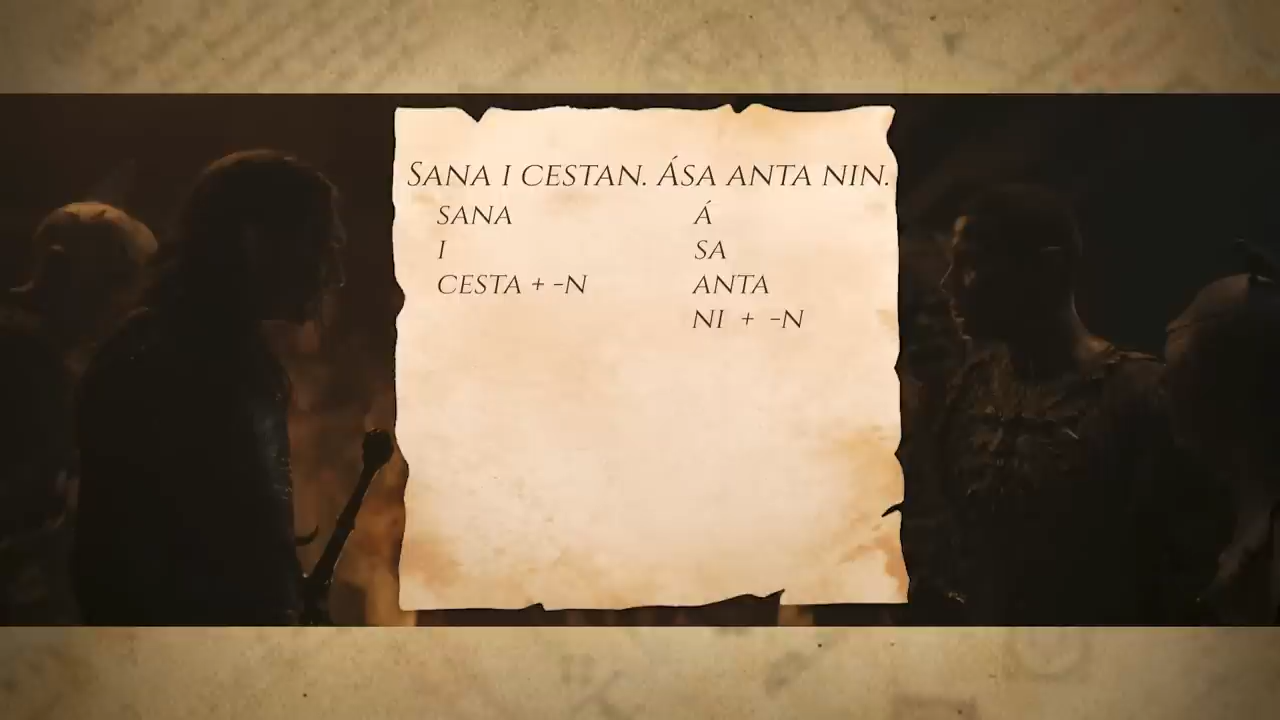 Sana i cestan. Ása anta nin.
sana
i
cesta + -n
á
sa
anta
ni + -n